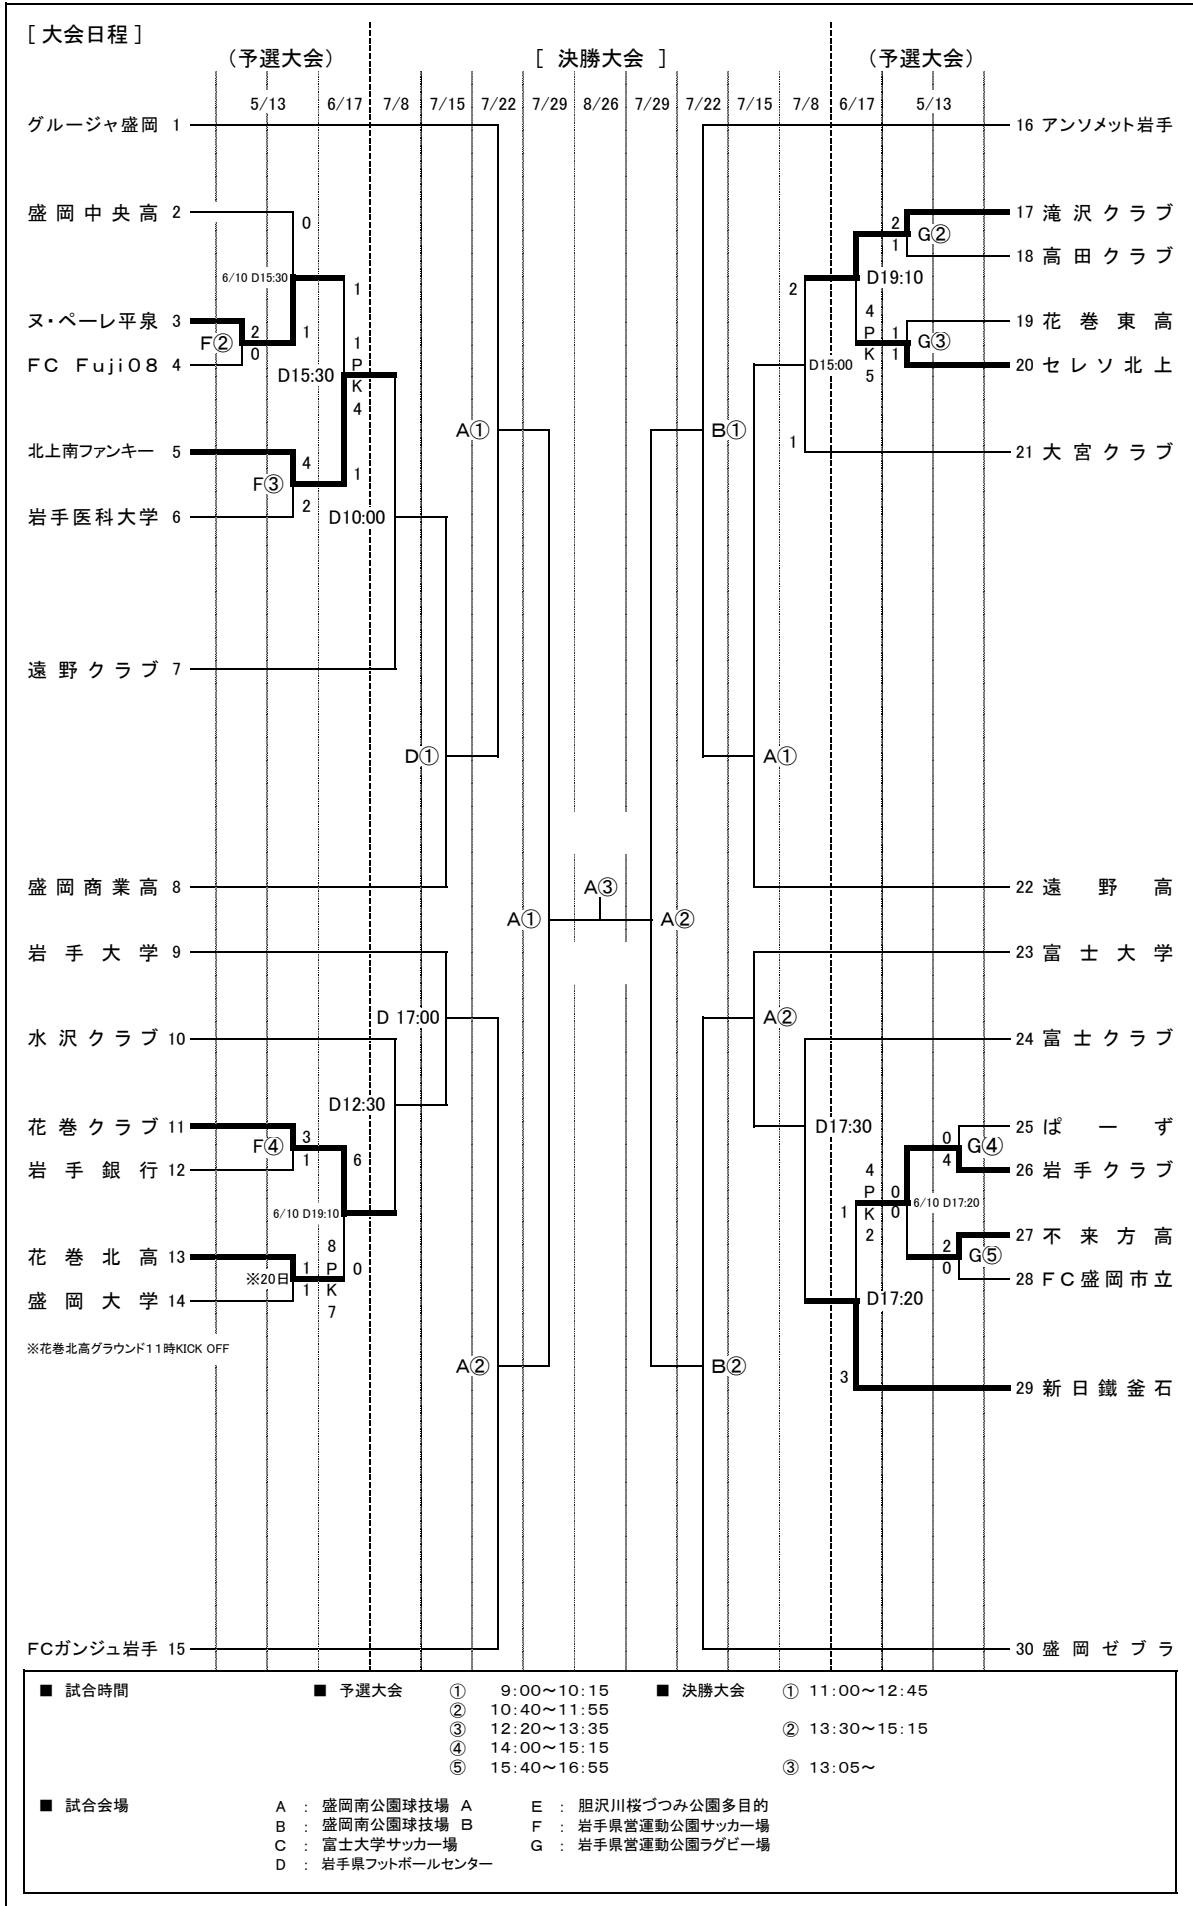 [ 大会日程 ]
(予選大会) [ 決勝大会 ] (予選大会)
5/13 6/17 7/8 7/15 7/22 7/29 8/26 7/29 7/22 7/15 7/8 6/17 5/13
グルージャ盛岡 1
盛岡中央高 2
0
6/10 D15:30
1
ヌ・ペーレ平泉 3
F② 2
0
1
FC Fuji08 4
D15:30
1
P
K
4
北上南ファンキー 5
4
F③
1
2
岩手医科大学 6
D10:00
遠野クラブ 7
D①
盛岡商業高 8
A①
岩手大学 9
D 17:00
水沢クラブ 10
D12:30
花巻クラブ 11
F④ 3
1
6
岩手銀行 12
6/10 D19:10
花巻北高 13
8
P
K
7
0
※20日 1
1
盛岡大学 14
※花巻北高グラウンド11時KICK OFF
A②
FCガンジュ岩手 15
A①
A③
A②
16 アンソメット岩手
17 滝沢クラブ
2
1
G②
18 高田クラブ
D19:10
2
4
P
K
5
19 花巻東高
1
1
G③
20 セレソ北上
D15:00
1
21 大宮クラブ
B①
A①
22 遠野高
23 富士大学
A②
24 富士クラブ
D17:30
25 ぱーず
0
4
G④
26 岩手クラブ
4
P
K
2
0
0
6/10 D17:20
1
27 不来方高
2
0
G⑤
28 FC盛岡市立
D17:20
3
29 新日鐵釜石
B②
30 盛岡ゼブラ
■ 試合時間 ■ 予選大会 ① 9:00~10:15 ■ 決勝大会 ① 11:00~12:45
② 10:40~11:55
③ 12:20~13:35 ② 13:30~15:15
④ 14:00~15:15
⑤ 15:40~16:55 ③ 13:05~
■ 試合会場 A : 盛岡南公園球技場 A E : 胆沢川桜づつみ公園多目的
B : 盛岡南公園球技場 B F : 岩手県営運動公園サッカー場
C : 富士大学サッカー場 G : 岩手県営運動公園ラグビー場
D : 岩手県フットボールセンター